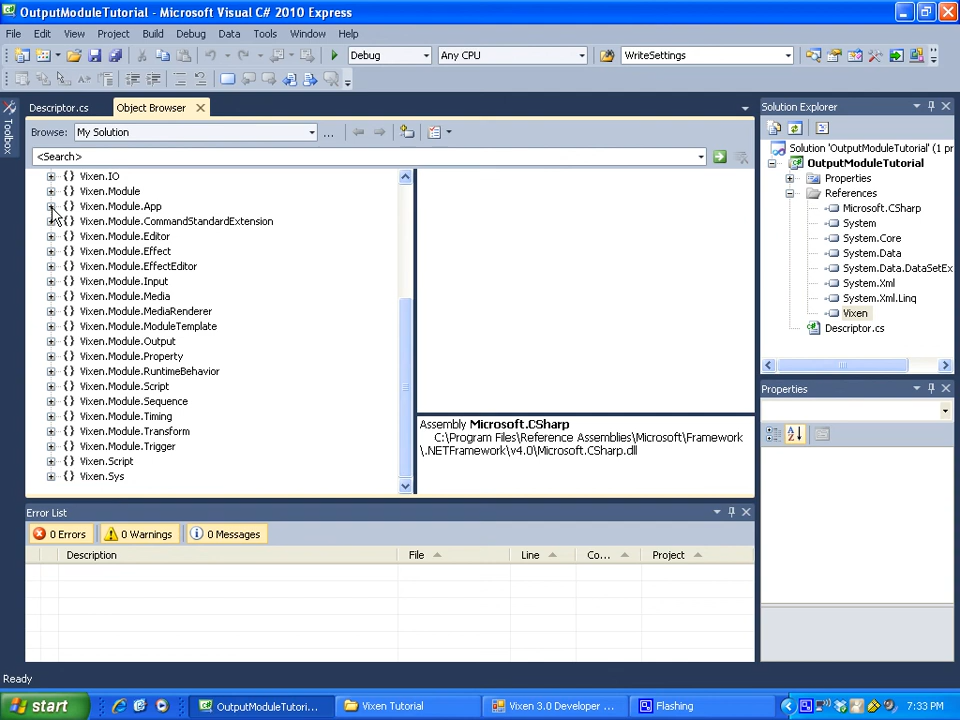 OutputModuleTutorial - Microsoft Visual C# 2010 Express
File Edit View Project Build Debug Data Tools Window Help
Debug Any CPU WriteSettings
Toolbox
Descriptor.cs Object Browser
Browse: My Solution ...
<Search>
Vixen.IO
Vixen.Module
Vixen.Module.App
Vixen.Module.CommandStandardExtension
Vixen.Module.Editor
Vixen.Module.Effect
Vixen.Module.EffectEditor
Vixen.Module.Input
Vixen.Module.Media
Vixen.Module.MediaRenderer
Vixen.Module.ModuleTemplate
Vixen.Module.Output
Vixen.Module.Property
Vixen.Module.RuntimeBehavior
Vixen.Module.Script
Vixen.Module.Sequence
Vixen.Module.Timing
Vixen.Module.Transform
Vixen.Module.Trigger
Vixen.Script
Vixen.Sys
Assembly Microsoft.CSharp
C:\Program Files\Reference Assemblies\Microsoft\Framework
\.NETFramework\v4.0\Microsoft.CSharp.dll
Solution Explorer
Solution 'OutputModuleTutorial' (1 pr
OutputModuleTutorial
Properties
References
Microsoft.CSharp
System
System.Core
System.Data
System.Data.DataSetEx
System.Xml
System.Xml.Linq
Vixen
Descriptor.cs
Properties
Error List
0 Errors 0 Warnings 0 Messages
Description File Line Co... Project
Ready
start OutputModuleTutori... Vixen Tutorial Vixen 3.0 Developer ... Flashing 7:33 PM